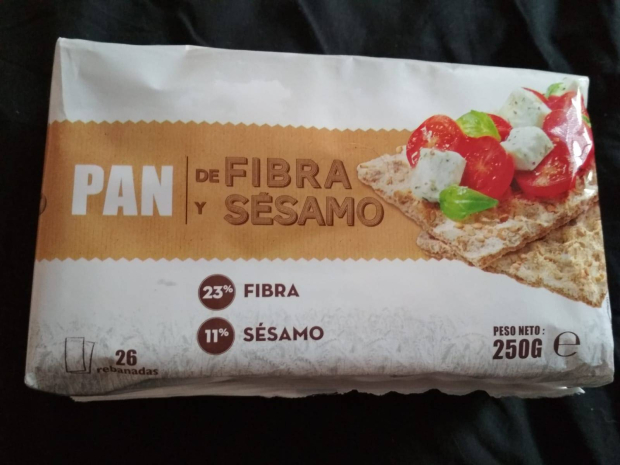 PAN DE FIBRA
Y SÉSAMO
23% FIBRA
11% SÉSAMO
26
rebanadas
PESO NETO :
250G e